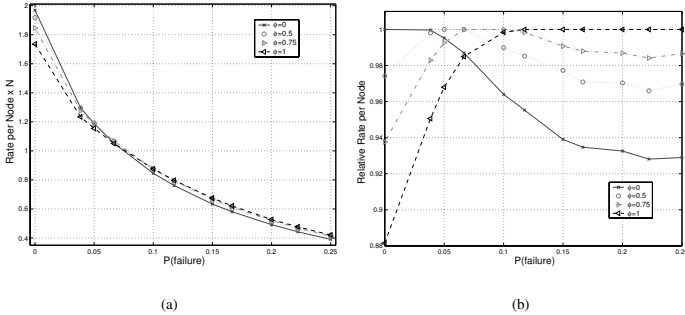 2
1.8
1.6
1.4
1.2
1
0.8
0.6
0.4
0
0.05
0.1
0.15
0.2
0.25
Rate per Node x N
P(failure)
ϕ=0
ϕ=0.5
ϕ=0.75
ϕ=1
(a)
1
0.98
0.96
0.94
0.92
0.9
0.88
0
0.05
0.1
0.15
0.2
0.25
Relative Rate per Node
P(failure)
ϕ=0
ϕ=0.5
ϕ=0.75
ϕ=1
(b)